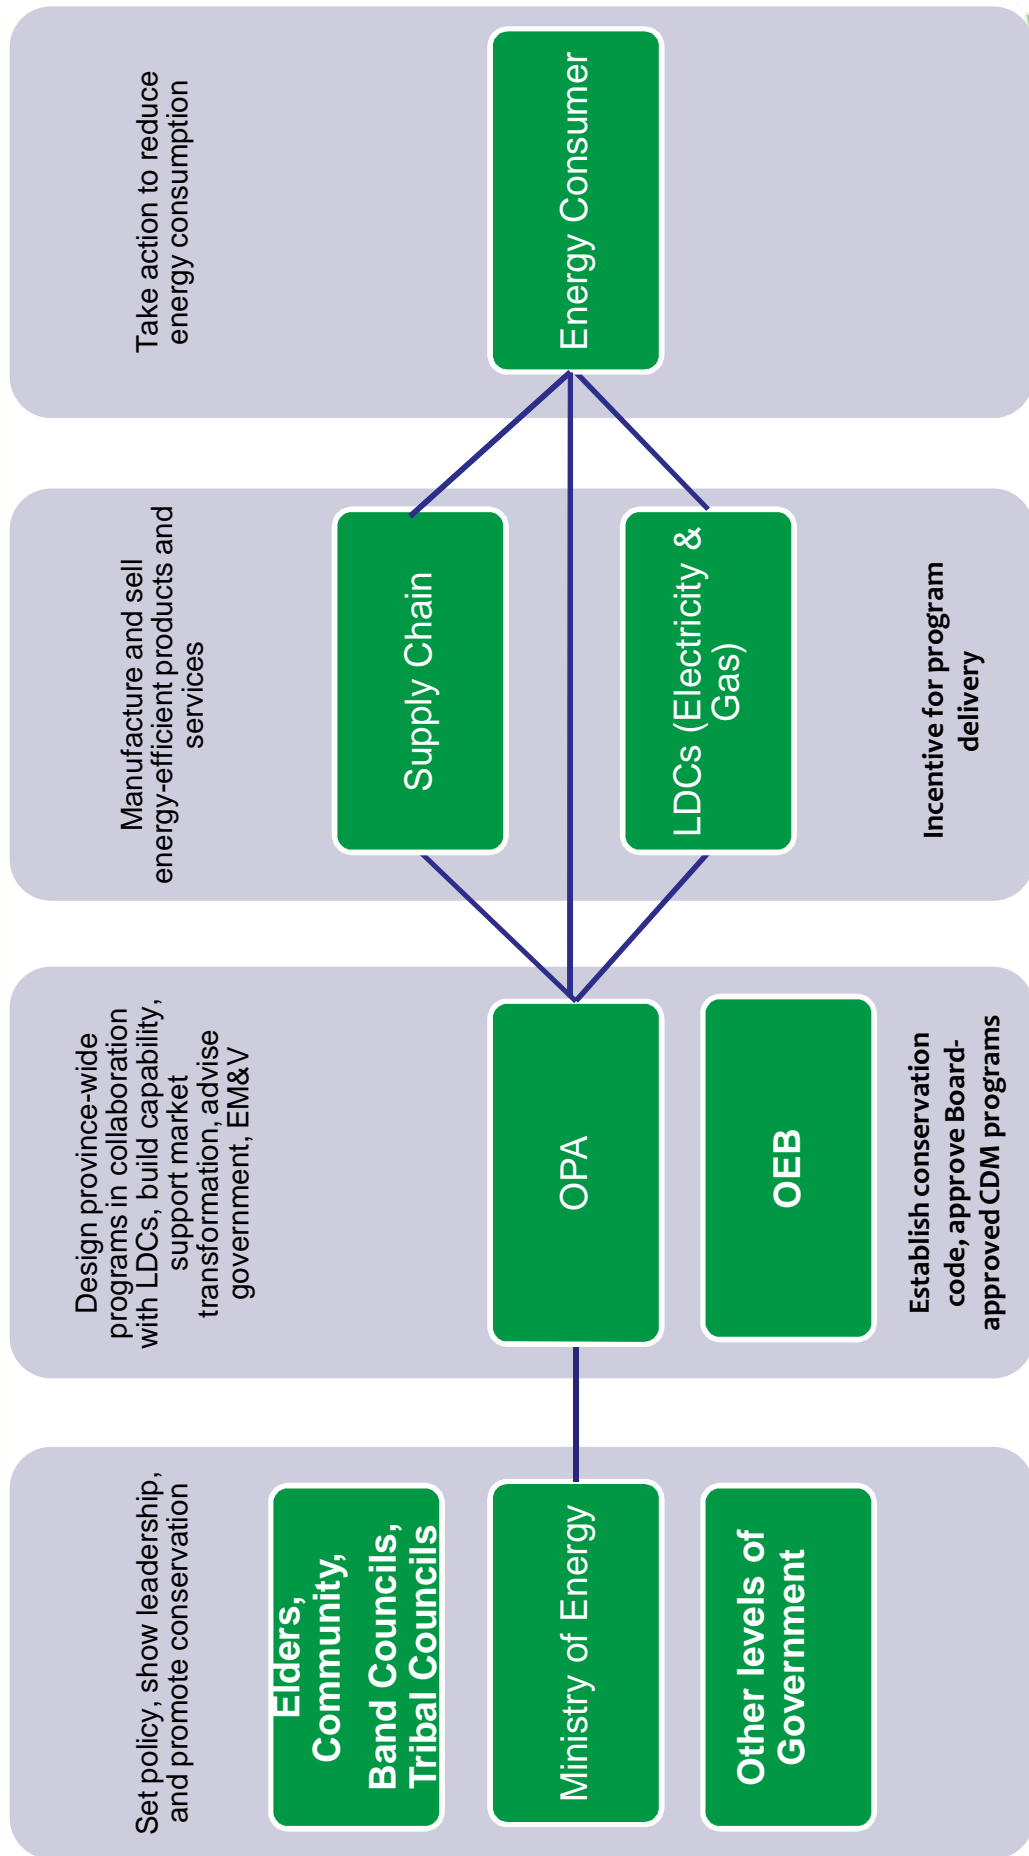 Set policy, show leadership,
and promote conservation
Elders,
Community,
Band Councils,
Tribal Councils
Ministry of Energy
Other levels of
Government
Design province-wide
programs in collaboration
with LDCs, build capability,
support market
transformation, advise
government, EM&V
OPA
OEB
Establish conservation
code, approve Board-
approved CDM programs
Manufacture and sell
energy-efficient products and
services
Supply Chain
LDCs (Electricity &
Gas)
Incentive for program
delivery
Take action to reduce
energy consumption
Energy Consumer